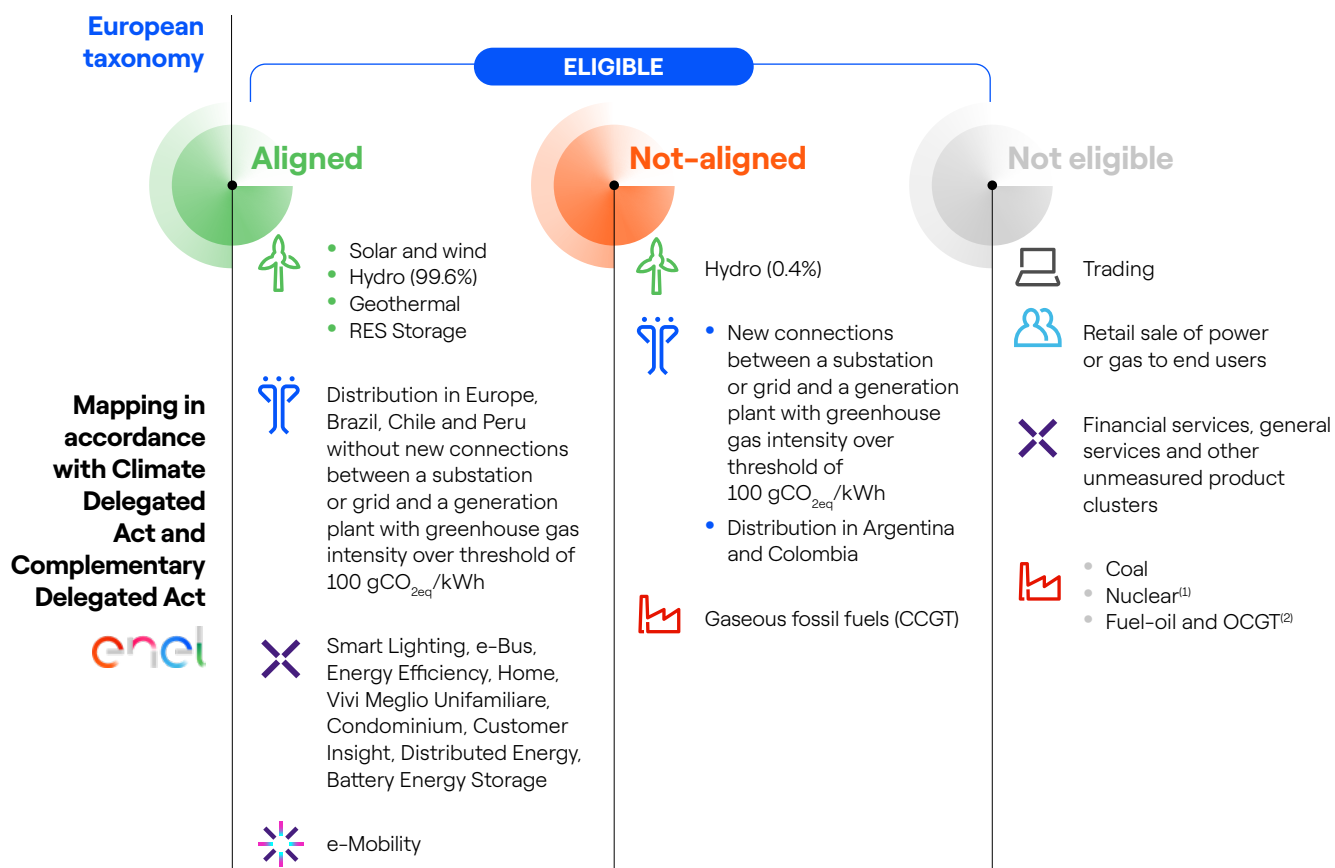 European
taxonomy
ELIGIBLE
Aligned
Not-aligned
Not eligible
Mapping in
accordance
with Climate
Delegated
Act and
Complementary
Delegated Act
enel
• Solar and wind
• Hydro (99.6%)
• Geothermal
• RES Storage
Distribution in Europe,
Brazil, Chile and Peru
without new connections
between a substation
or grid and a generation
plant with greenhouse gas
intensity over threshold of
100 gCO2eq/kWh
Smart Lighting, e-Bus,
Energy Efficiency, Home,
Vivi Meglio Unifamiliare,
Condominium, Customer
Insight, Distributed Energy,
Battery Energy Storage
e-Mobility
Hydro (0.4%)
• New connections
between a substation
or grid and a generation
plant with greenhouse
gas intensity over
threshold of
100 gCO2eq/kWh
• Distribution in Argentina
and Colombia
Gaseous fossil fuels (CCGT)
Trading
Retail sale of power
or gas to end users
Financial services, general
services and other
unmeasured product
clusters
• Coal
• Nuclear(1)
• Fuel-oil and OCGT(2)